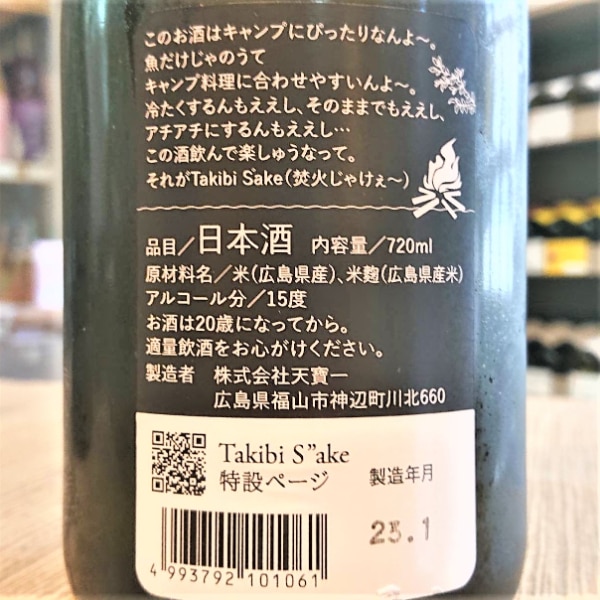 このお酒はキャンプにぴったりなんよ〜。
魚だけじゃのうて
キャンプ料理に合わせやすいんよ〜。
冷たくするんもええし、そのままでもええし、
アチアチにするんもええし…
この酒飲んで楽しゅうなって。
それがTakibi S"ake(焚火じゃけぇ〜)
品目／日本酒 内容量／720ml
原材料名／米(広島県産)、米麹(広島県産米)
アルコール分／15度
お酒は20歳になってから。
適量飲酒をお心がけください。
製造者 株式会社天寶一
広島県福山市神辺町川北660
Takibi S"ake
特設ページ
製造年月
23.1
4 993792 101061